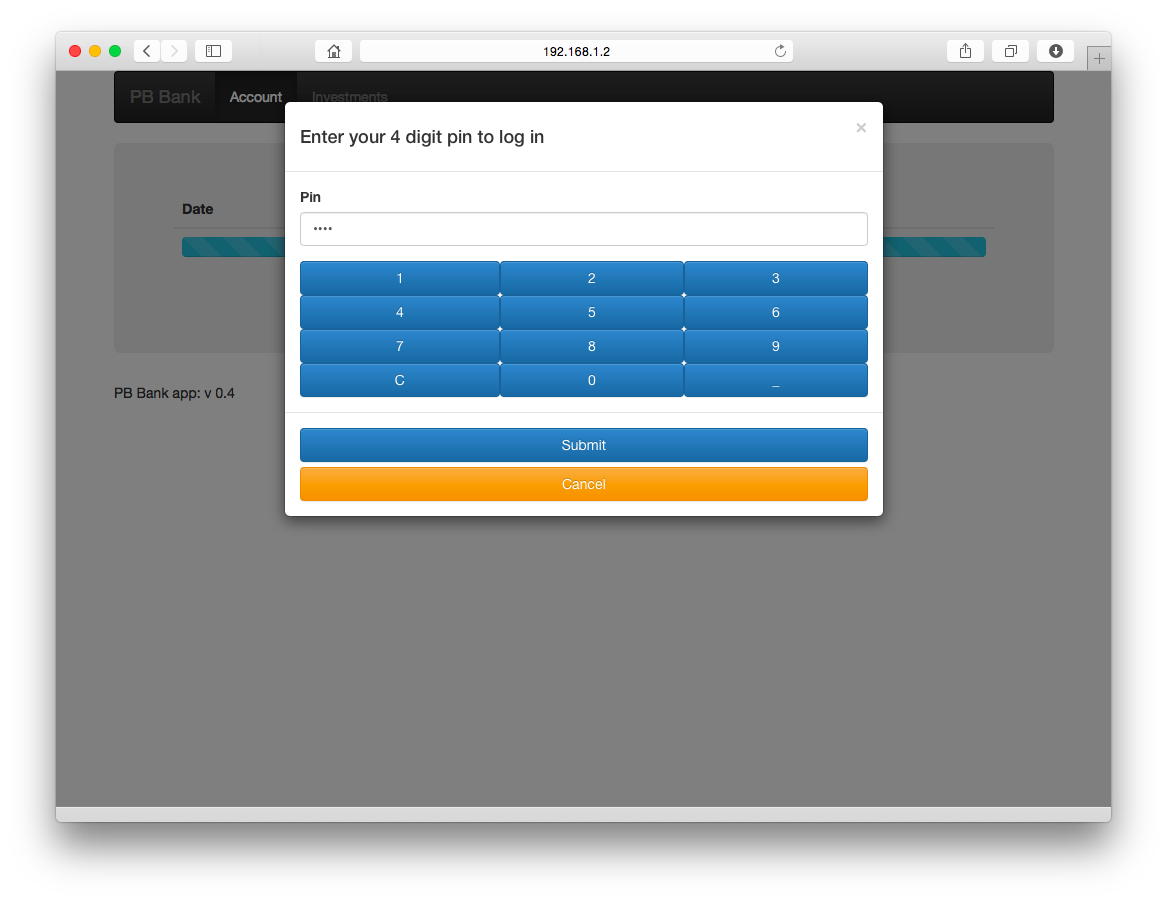 192.168.1.2
PB Bank Account Investments
Enter your 4 digit pin to log in ×
Date
Pin
••••
1 2 3
4 5 6
7 8 9
C 0 _
PB Bank app: v 0.4
Submit
Cancel